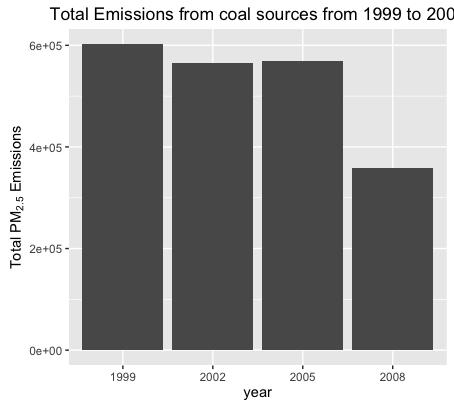 Total Emissions from coal sources from 1999 to 200
6e+05
4e+05
2e+05
0e+00
Total PM2.5 Emissions
1999 2002 2005 2008
year